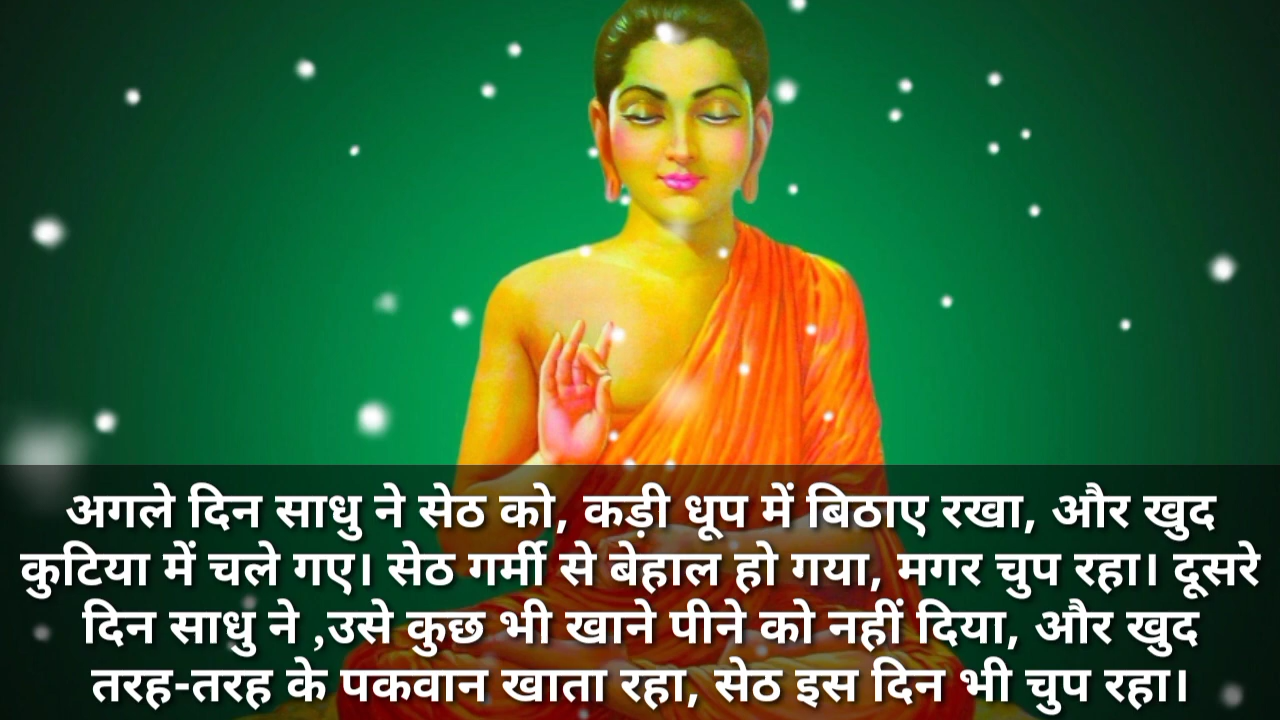 अगले दिन साधु ने सेठ को, कड़ी धूप में बिठाए रखा, और खुद
कुटिया में चले गए। सेठ गर्मी से बेहाल हो गया, मगर चुप रहा। दूसरे
दिन साधु ने ,उसे कुछ भी खाने पीने को नहीं दिया, और खुद
तरह-तरह के पकवान खाता रहा, सेठ इस दिन भी चुप रहा।